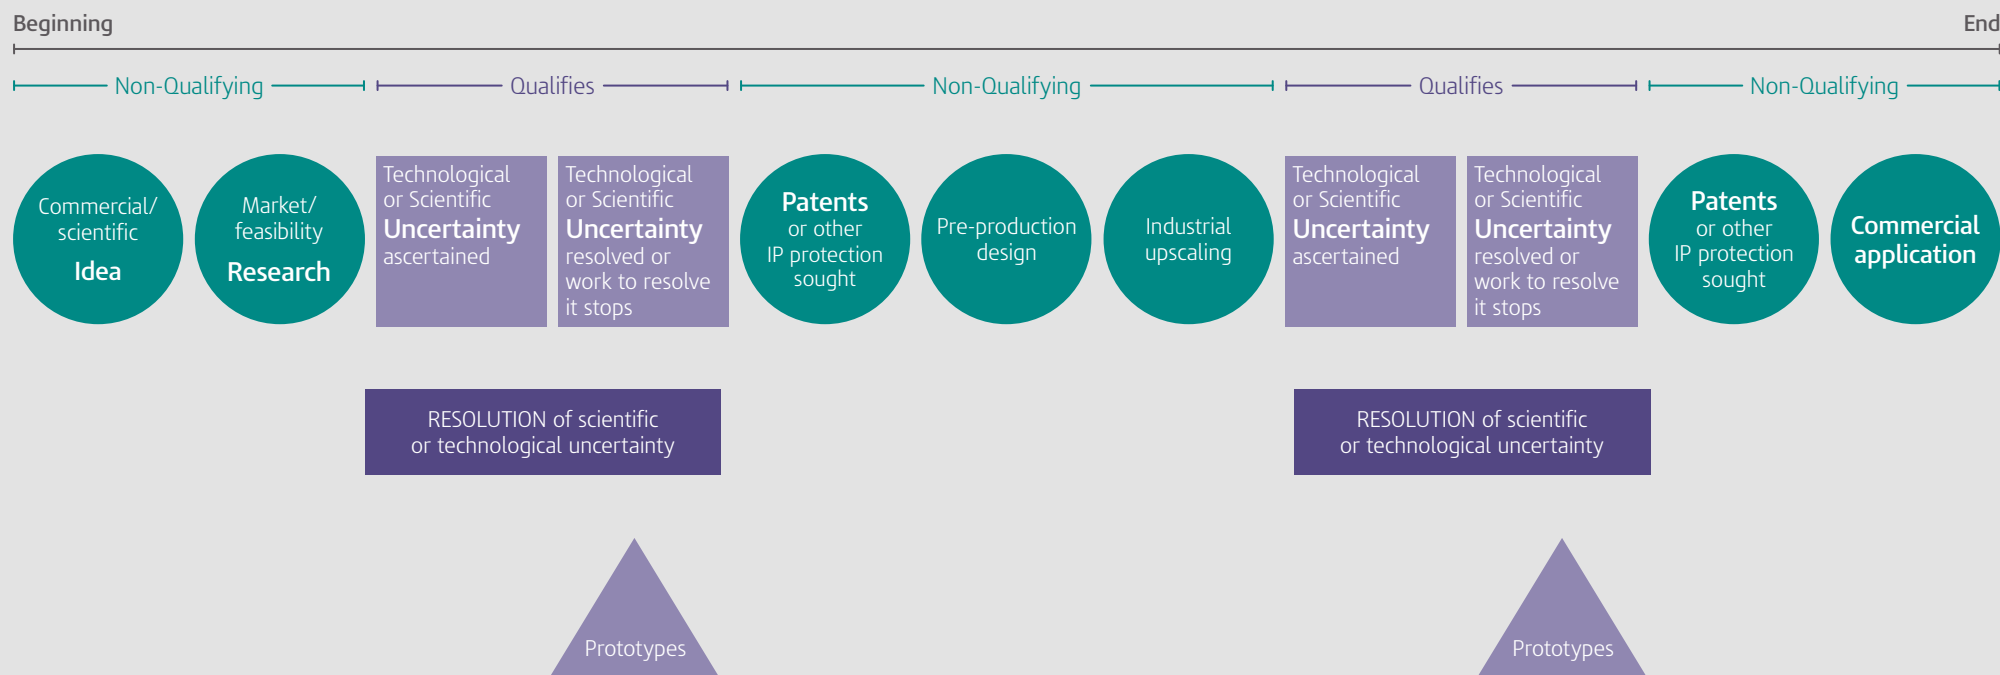 Beginning
End
Non-Qualifying
Qualifies
Non-Qualifying
Qualifies
Non-Qualifying
Commercial/
scientific
Idea
Market/
feasibility
Research
Technological
or Scientific
Uncertainty
ascertained
Technological
or Scientific
Uncertainty
resolved or
work to resolve
it stops
Patents
or other
IP protection
sought
Pre-production
design
Industrial
upscaling
Technological
or Scientific
Uncertainty
ascertained
Technological
or Scientific
Uncertainty
resolved or
work to resolve
it stops
Patents
or other
IP protection
sought
Commercial
application
RESOLUTION of scientific
or technological uncertainty
RESOLUTION of scientific
or technological uncertainty
Prototypes
Prototypes